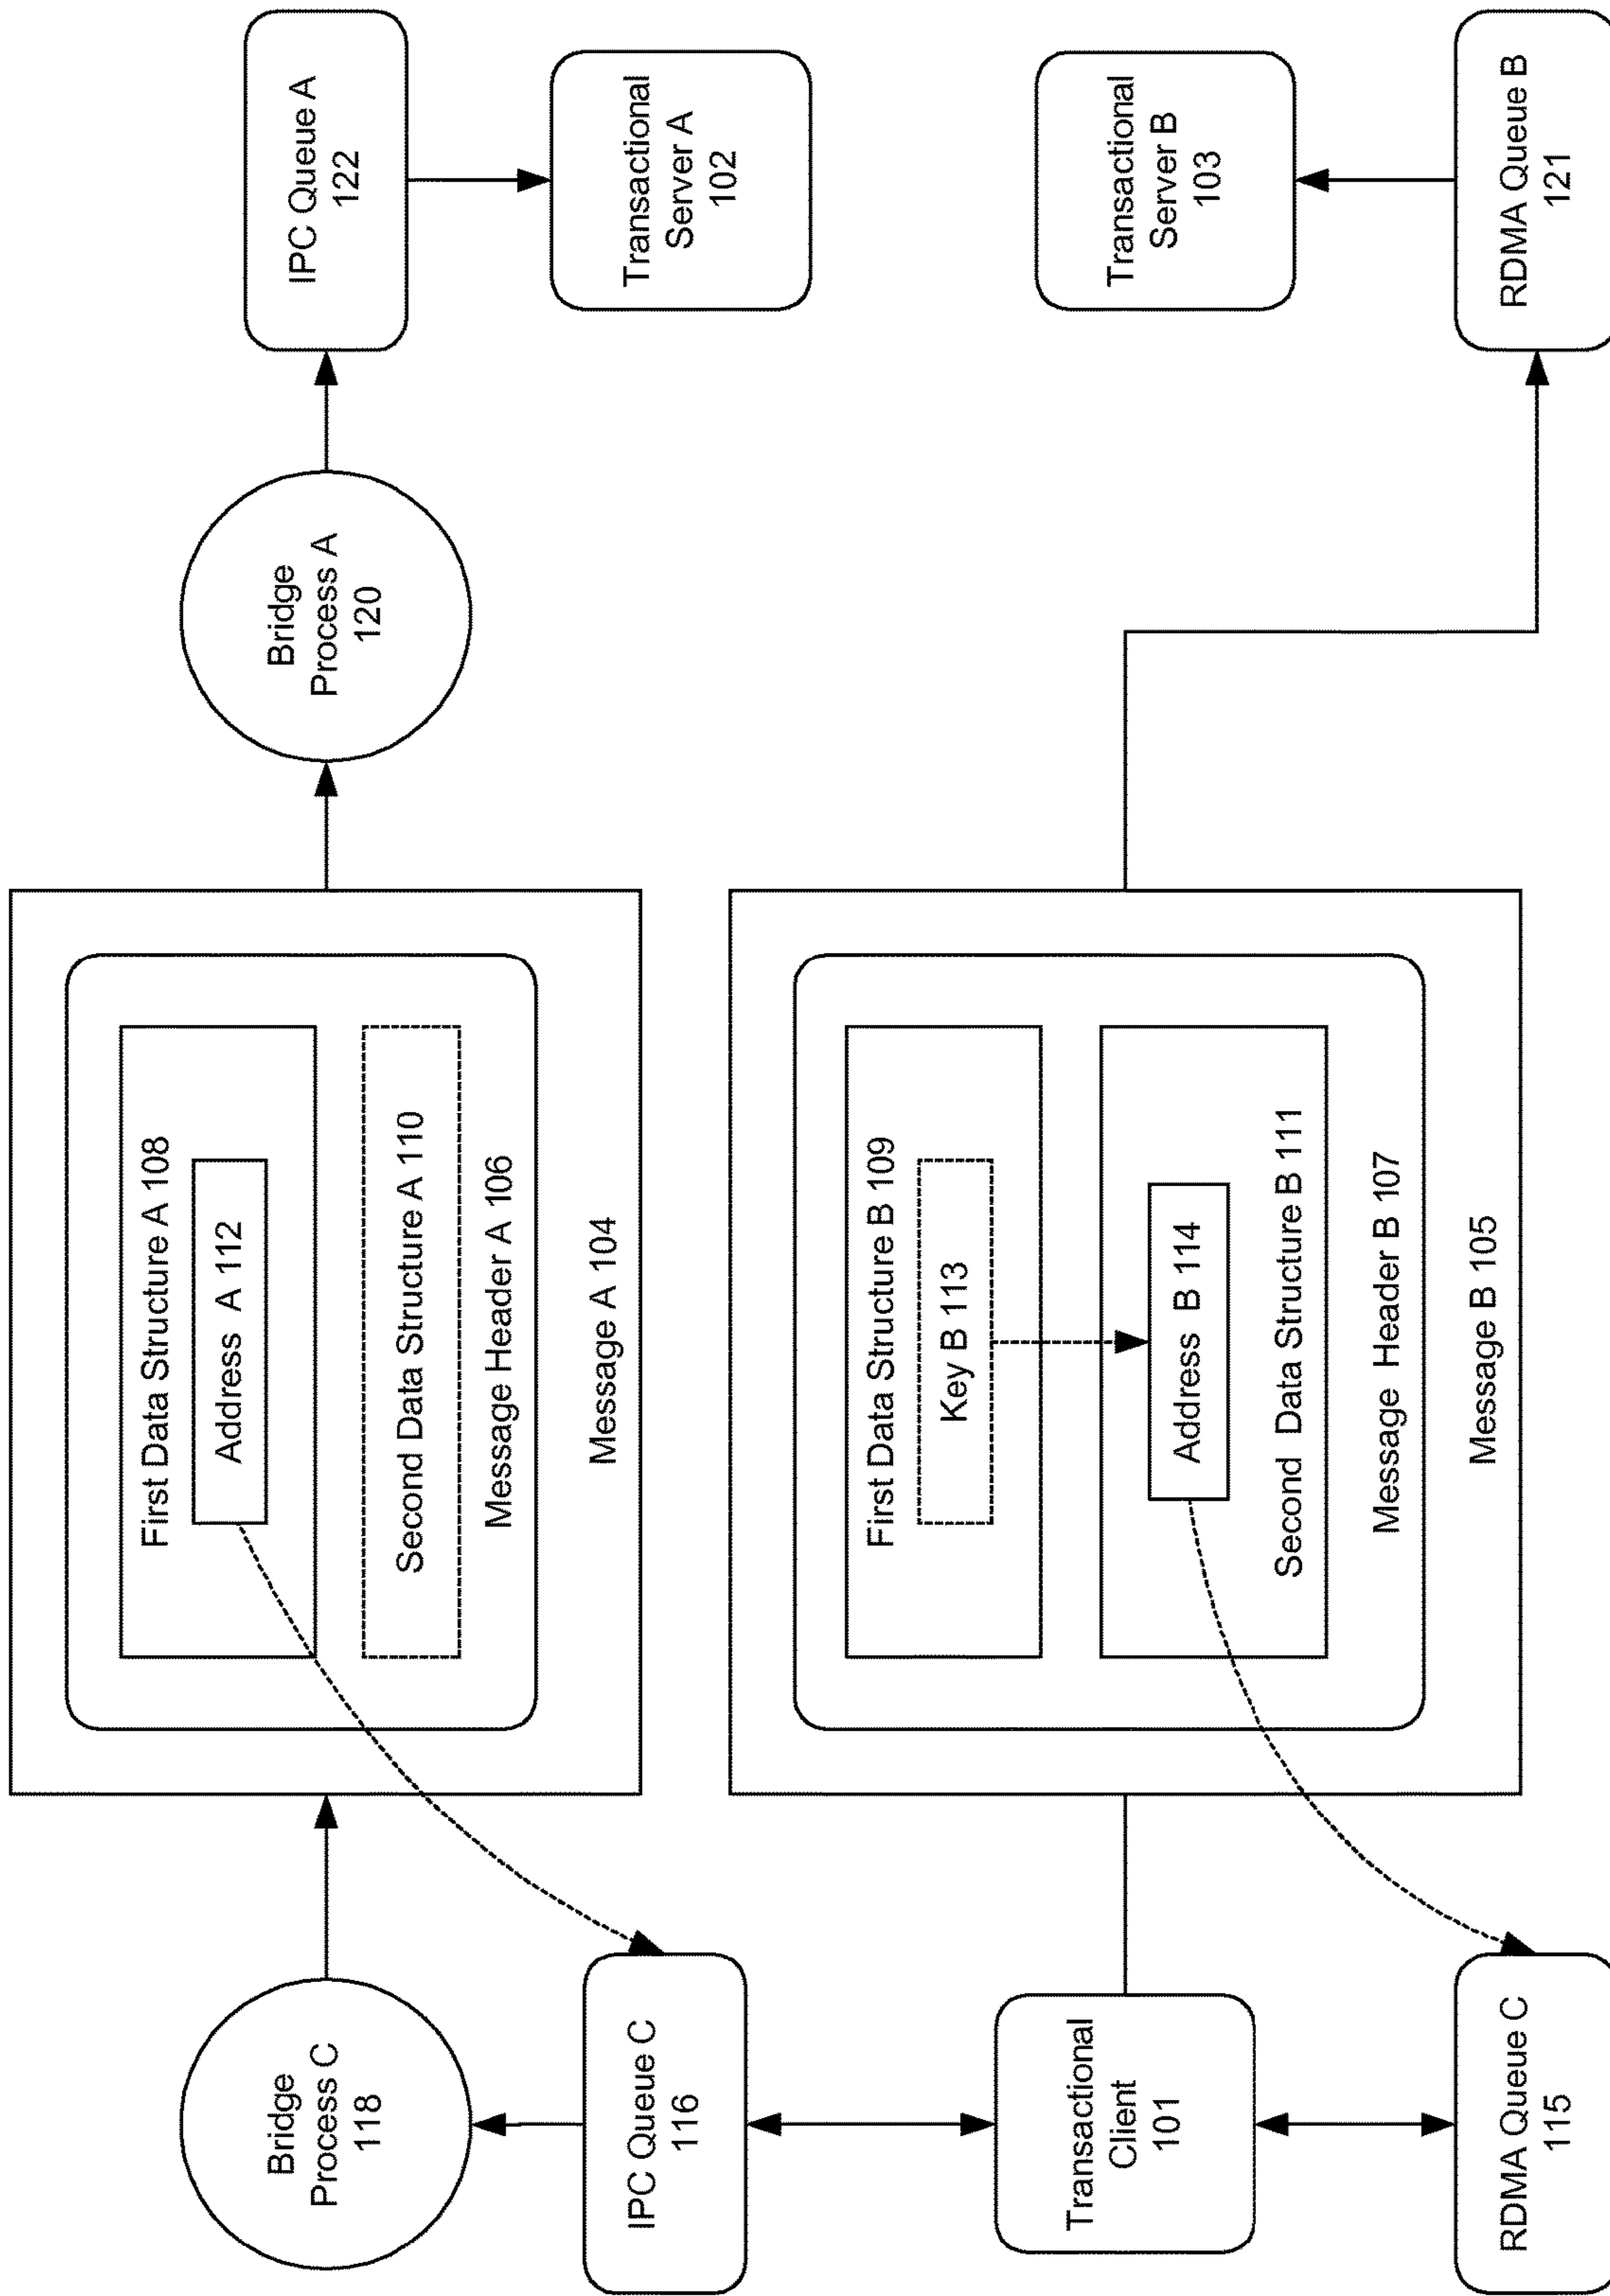 Bridge
Process C
118
IPC Queue C
116
Transactional
Client
101
RDMA Queue C
115
First Data Structure A 108
Address A 112
Second Data Structure A 110
Message Header A 106
Message A 104
First Data Structure B 109
Key B 113
Address B 114
Second Data Structure B 111
Message Header B 107
Message B 105
Bridge
Process A
120
IPC Queue A
122
Transactional
Server A
102
Transactional
Server B
103
RDMA Queue B
121